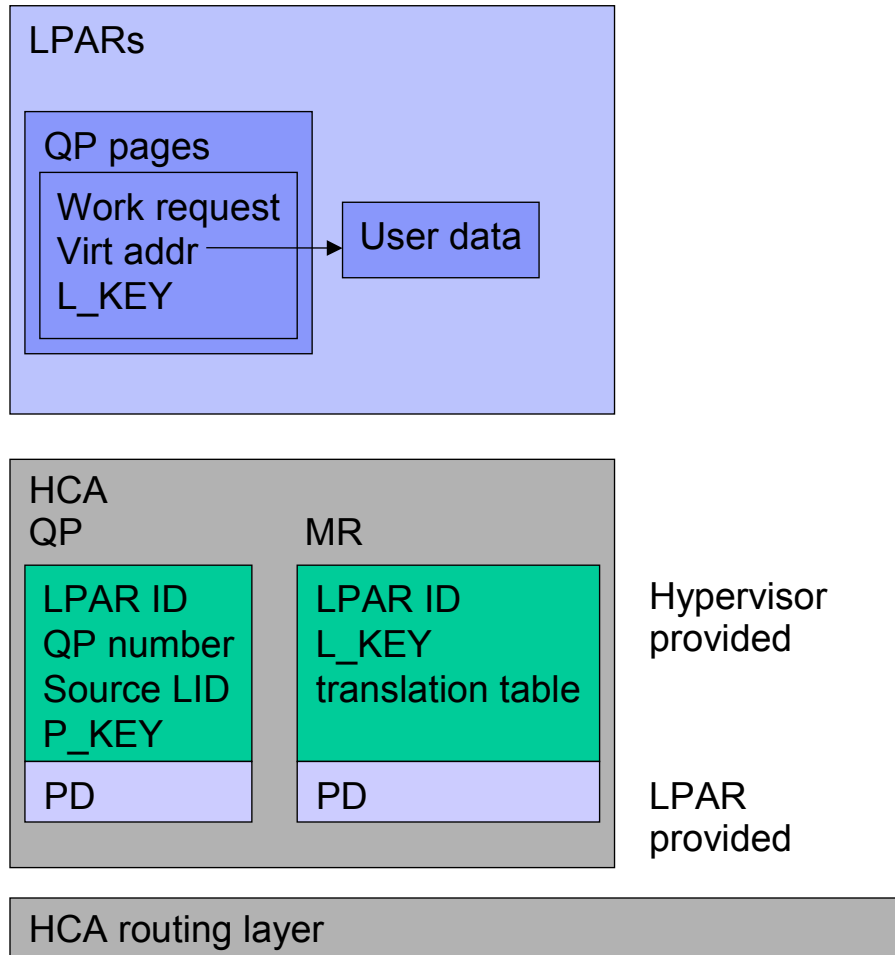 LPARs
QP pages
Work request
Virt addr
L_KEY
User data
HCA
QP
MR
LPAR ID
QP number
Source LID
P_KEY
PD
LPAR ID
L_KEY
translation table
PD
Hypervisor
provided
LPAR
provided
HCA routing layer